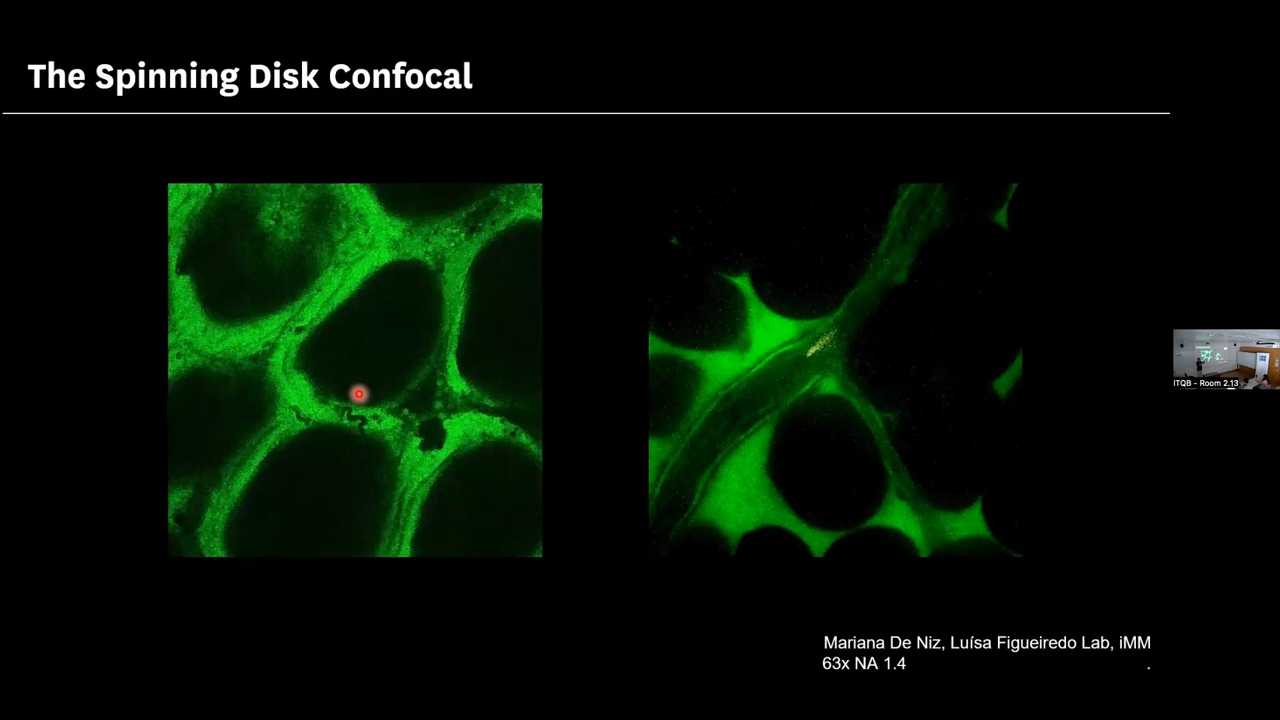 The Spinning Disk Confocal
ITQB - Room 2.13
Mariana De Niz, Luísa Figueiredo Lab, iMM
63x NA 1.4 .